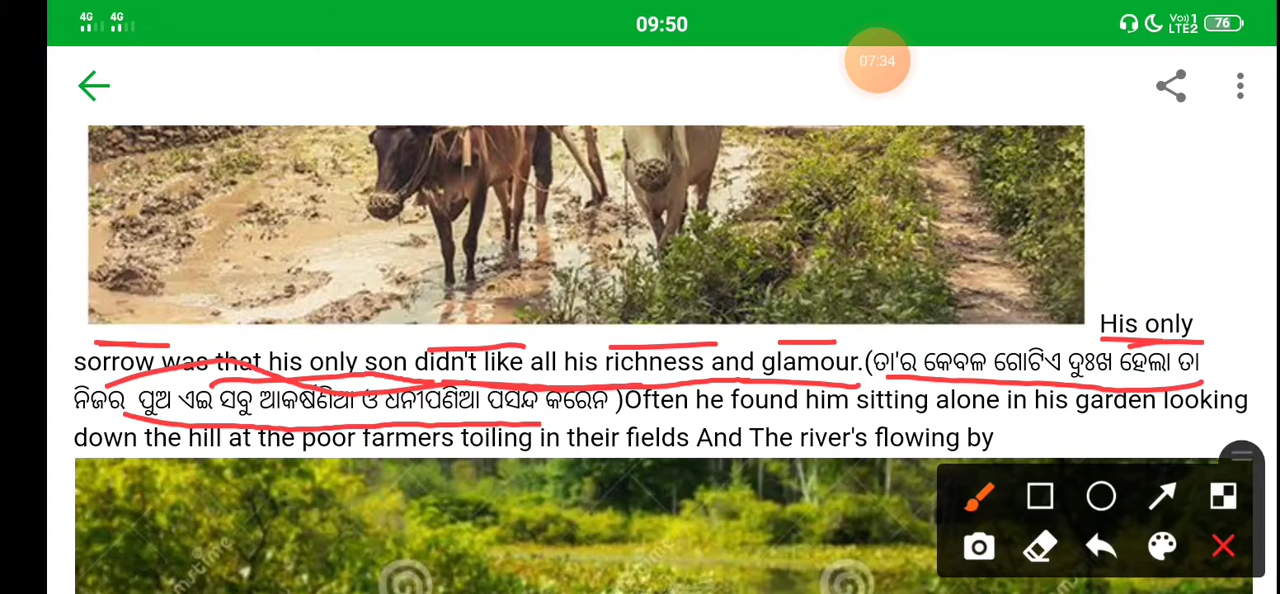 4G 4G 09:50 Vo)) 1 LTE2 76
07:34
His only
sorrow was that his only son didn't like all his richness and glamour.(ତା'ର କେବଳ ଗୋଟିଏ ଦୁଃଖ ହେଲା ତା
ନିଜର ପୁଅ ଏଇ ସବୁ ଆକର୍ଷଣିଆ ଓ ଧନୀପଣିଆ ପସନ୍ଦ କରେନ )Often he found him sitting alone in his garden looking
down the hill at the poor farmers toiling in their fields And The river's flowing by